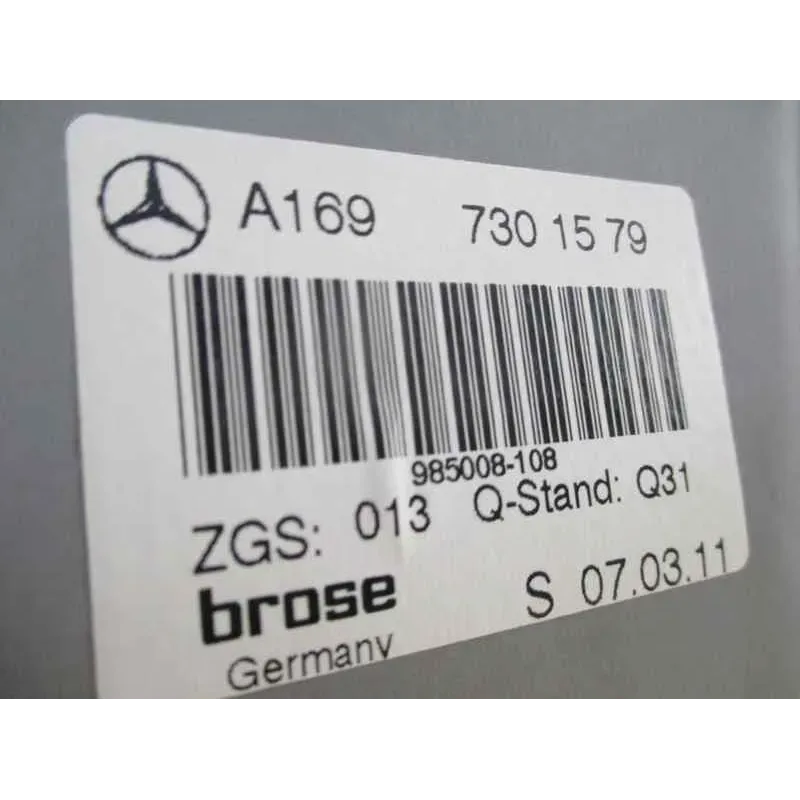 A169 730 15 79
985008-108
ZGS: 013 Q-Stand: Q31
brose S 07.03.11
Germany